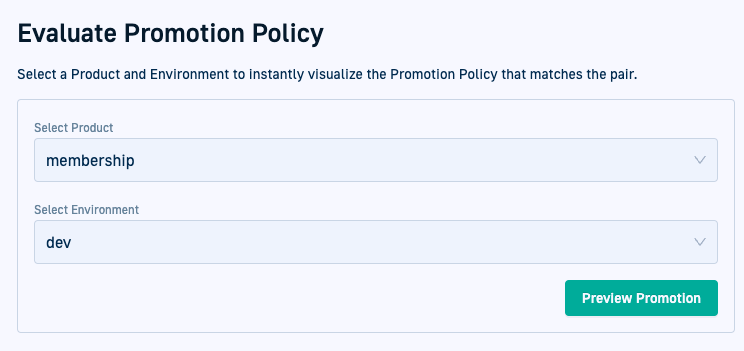 Evaluate Promotion Policy
Select a Product and Environment to instantly visualize the Promotion Policy that matches the pair.
Select Product
membership
Select Environment
dev
Preview Promotion